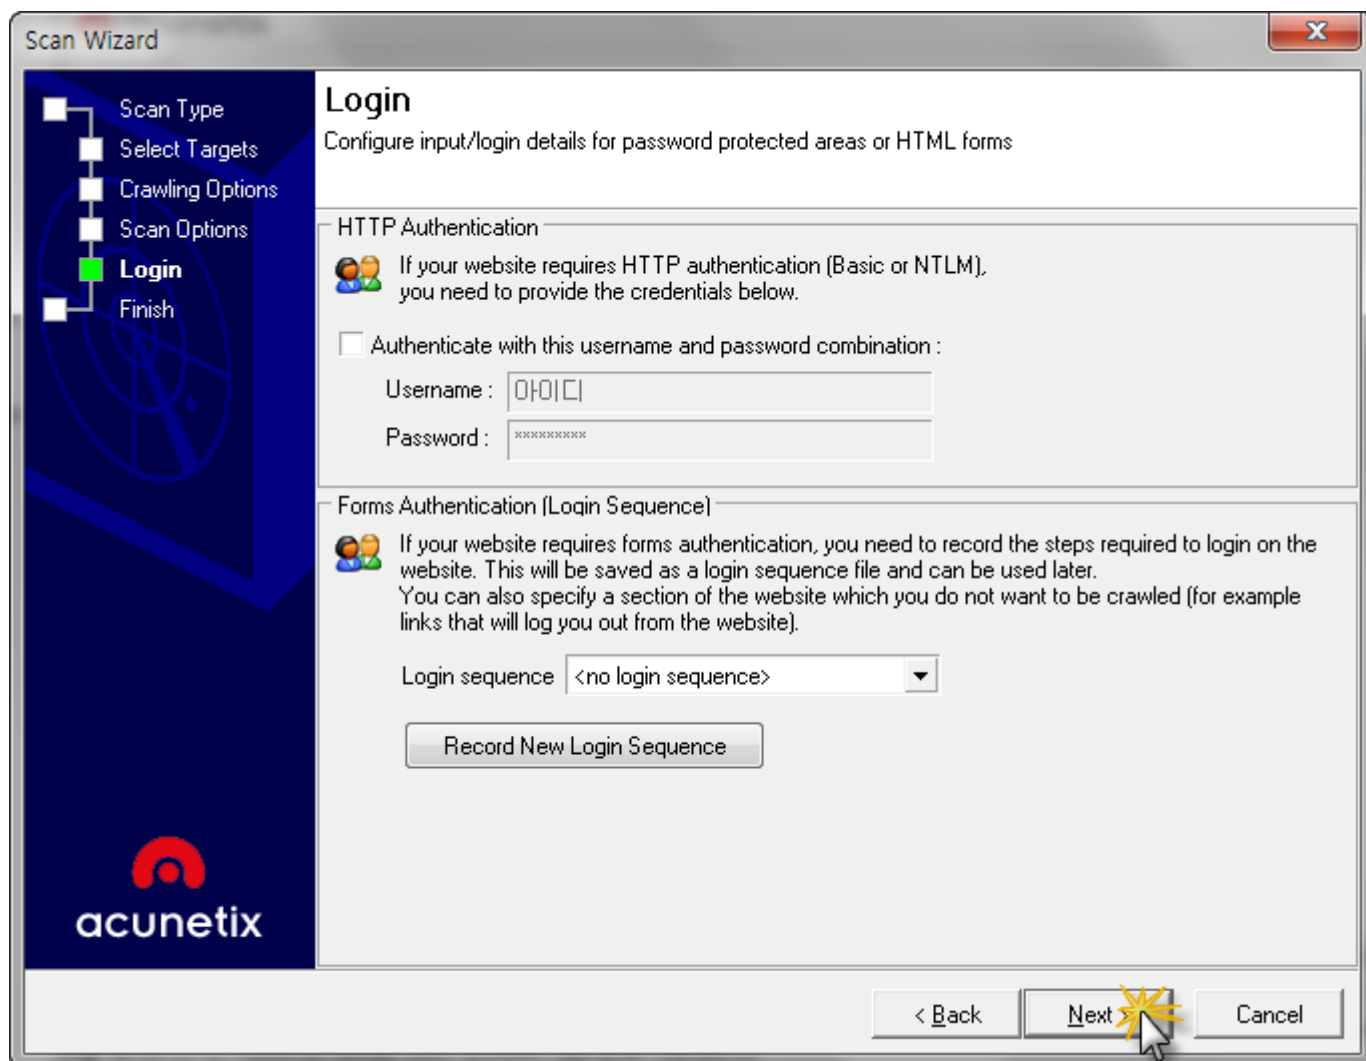 Scan Wizard
Scan Type
Select Targets
Crawling Options
Scan Options
Login
Finish
acunetix
Login
Configure input/login details for password protected areas or HTML forms
HTTP Authentication
If your website requires HTTP authentication (Basic or NTLM),
you need to provide the credentials below.
Authenticate with this username and password combination :
Username : 아이디
Password : *********
Forms Authentication (Login Sequence)
If your website requires forms authentication, you need to record the steps required to login on the
website. This will be saved as a login sequence file and can be used later.
You can also specify a section of the website which you do not want to be crawled (for example
links that will log you out from the website).
Login sequence <no login sequence>
Record New Login Sequence
< Back Next > Cancel